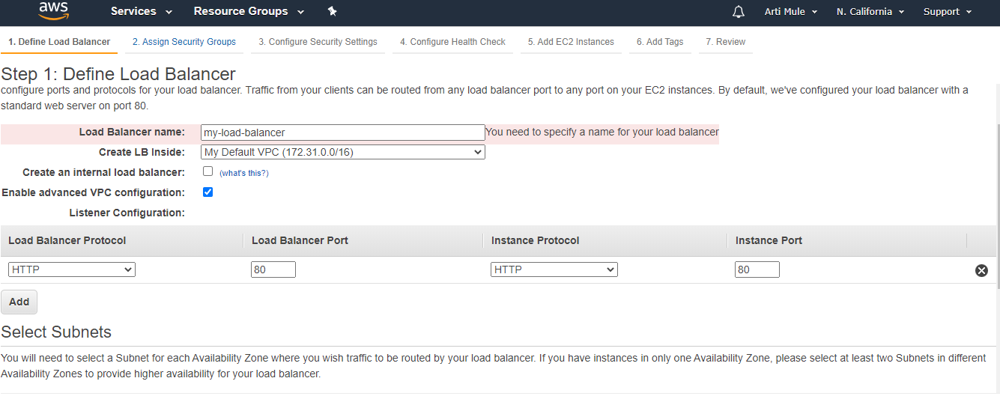 aws Services Resource Groups Arti Mule N. California Support
1. Define Load Balancer 2. Assign Security Groups 3. Configure Security Settings 4. Configure Health Check 5. Add EC2 Instances 6. Add Tags 7. Review
Step 1: Define Load Balancer
configure ports and protocols for your load balancer. Traffic from your clients can be routed from any load balancer port to any port on your EC2 instances. By default, we've configured your load balancer with a
standard web server on port 80.
Load Balancer name: my-load-balancer You need to specify a name for your load balancer
Create LB Inside: My Default VPC (172.31.0.0/16)
Create an internal load balancer: (what's this?)
Enable advanced VPC configuration:
Listener Configuration:
Load Balancer Protocol Load Balancer Port Instance Protocol Instance Port
HTTP 80 HTTP 80
Add
Select Subnets
You will need to select a Subnet for each Availability Zone where you wish traffic to be routed by your load balancer. If you have instances in only one Availability Zone, please select at least two Subnets in different
Availability Zones to provide higher availability for your load balancer.